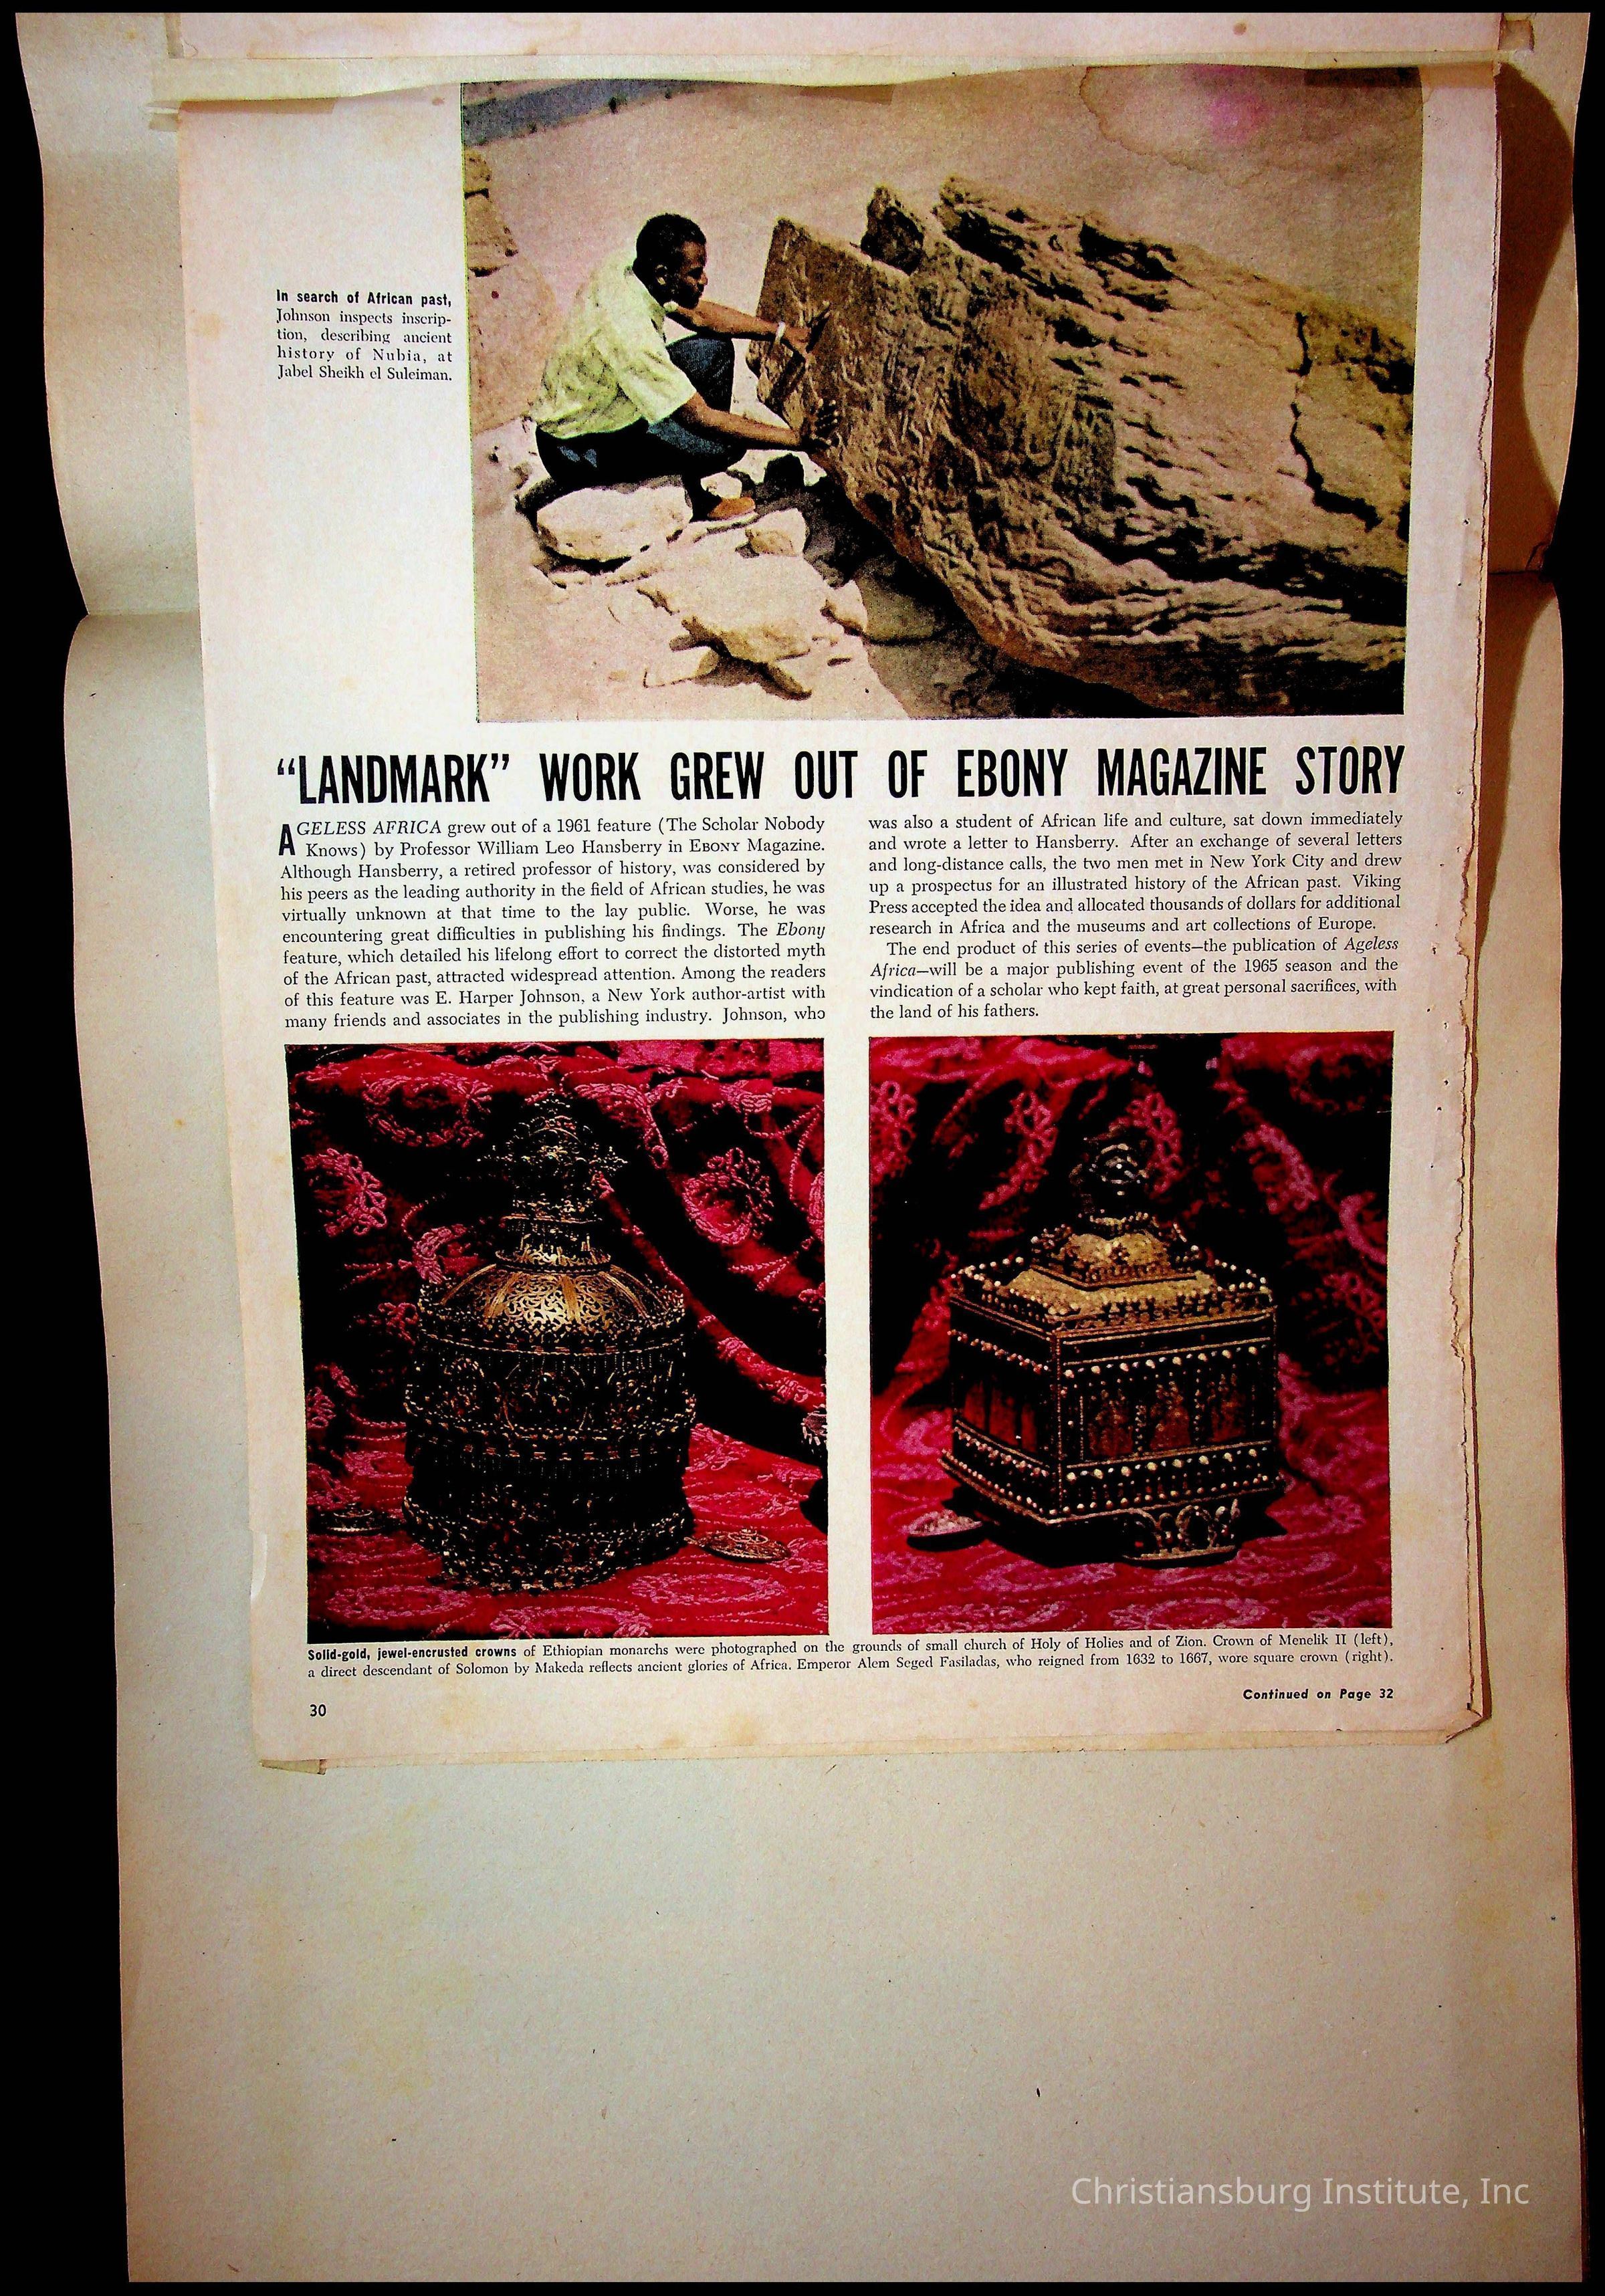 In search of African past,
Johnson inspects inscrip-
tion, describing ancient
history of Nubia, at
Jabel Sheikh el Suleiman.
“LANDMARK” WORK GREW OUT OF EBONY MAGAZINE STORY
AGELESS AFRICA grew out of a 1961 feature (The Scholar Nobody
Knows) by Professor William Leo Hansberry in EBONY Magazine.
Although Hansberry, a retired professor of history, was considered by
his peers as the leading authority in the field of African studies, he was
virtually unknown at that time to the lay public. Worse, he was
encountering great difficulties in publishing his findings. The Ebony
feature, which detailed his lifelong effort to correct the distorted myth
of the African past, attracted widespread attention. Among the readers
of this feature was E. Harper Johnson, a New York author-artist with
many friends and associates in the publishing industry. Johnson, who
was also a student of African life and culture, sat down immediately
and wrote a letter to Hansberry. After an exchange of several letters
and long-distance calls, the two men met in New York City and drew
up a prospectus for an illustrated history of the African past. Viking
Press accepted the idea and allocated thousands of dollars for additional
research in Africa and the museums and art collections of Europe.
The end product of this series of events—the publication of Ageless
Africa—will be a major publishing event of the 1965 season and the
vindication of a scholar who kept faith, at great personal sacrifices, with
the land of his fathers.
Solid-gold, jewel-encrusted crowns of Ethiopian monarchs were photographed on the grounds of small church of Holy of Holies and of Zion. Crown of Menelik II (left),
a direct descendant of Solomon by Makeda reflects ancient glories of Africa. Emperor Alem Seged Fasiladas, who reigned from 1632 to 1667, wore square crown (right).
Continued on Page 32
30
Christiansburg Institute, Inc